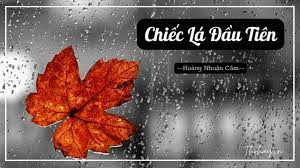 Chiếc Lá Đầu Tiên
--Hoàng Nhuận Cầm--